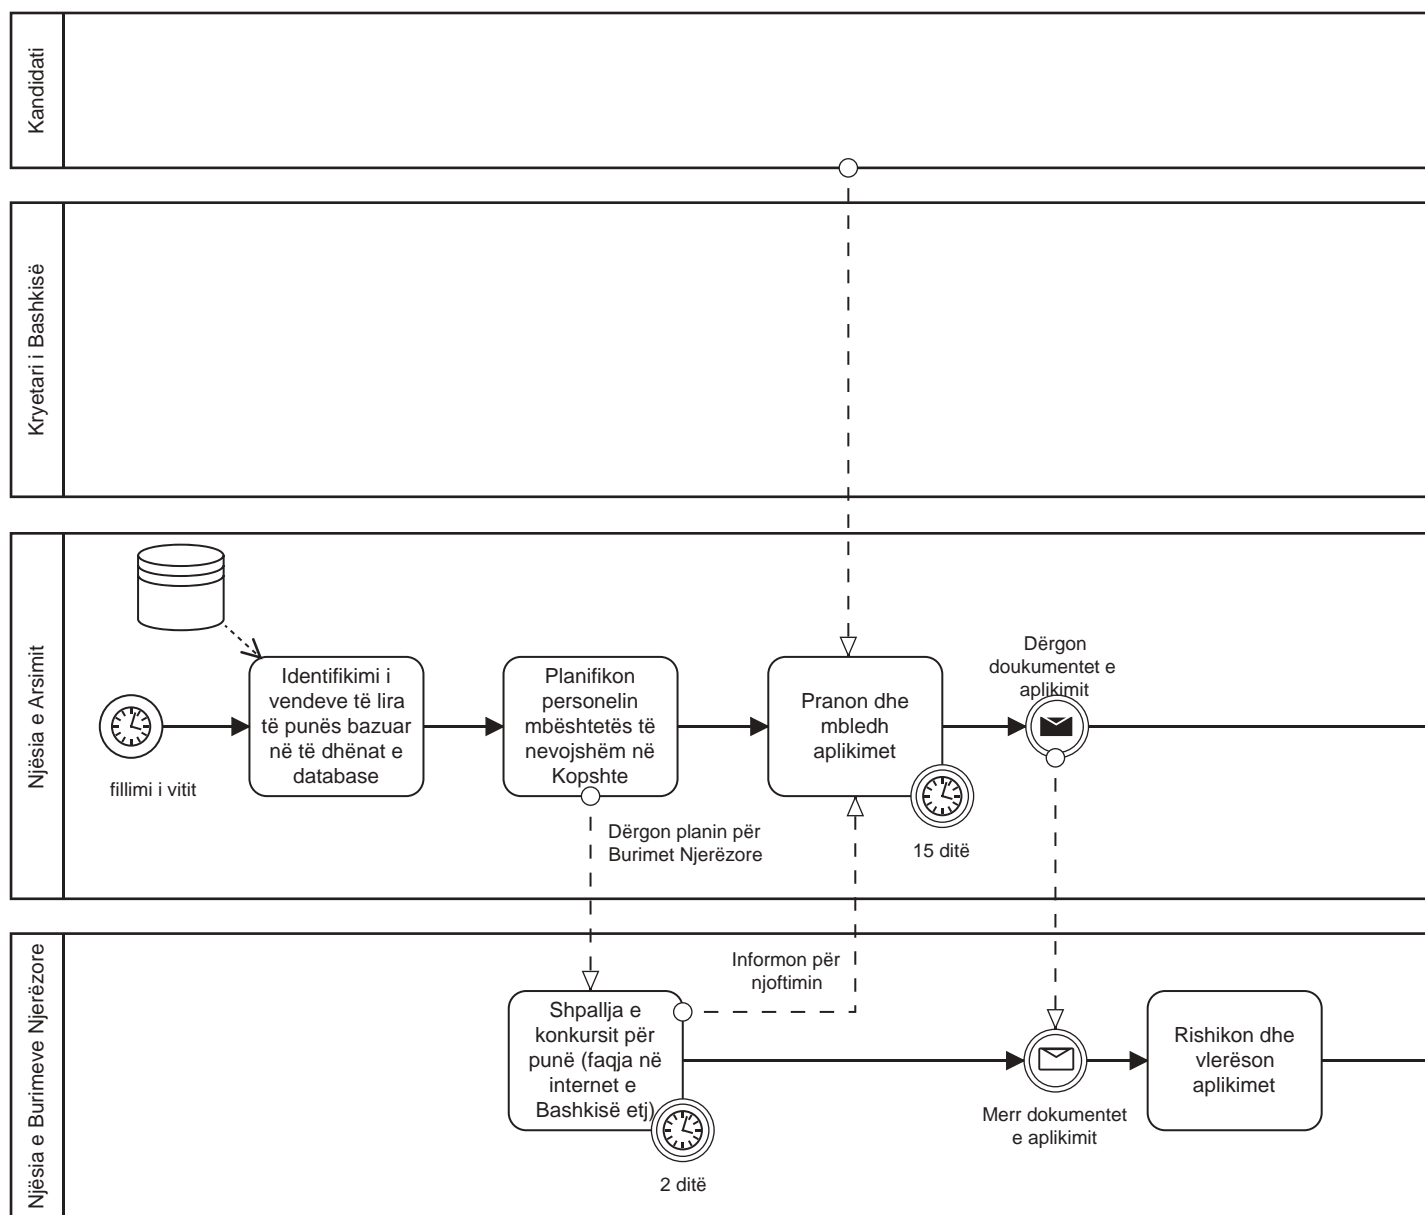 Kandidati
Kryetari i Bashkisë
Njësia e Arsimit
fillimi i vitit
Identifikimi i
vendeve të lira
të punës bazuar
në të dhënat e
database
Planifikon
personelin
mbështetës të
nevojshëm në
Kopshte
Dërgon planin për
Burimet Njerëzore
Pranon dhe
mbledh
aplikimet
15 ditë
Dërgon
doukumentet e
aplikimit
Njësia e Burimeve Njerëzore
Shpallja e
konkursit për
punë (faqja në
internet e
Bashkisë etj)
2 ditë
Informon për
njoftimin
Merr dokumentet
e aplikimit
Rishikon dhe
vlerëson
aplikimet